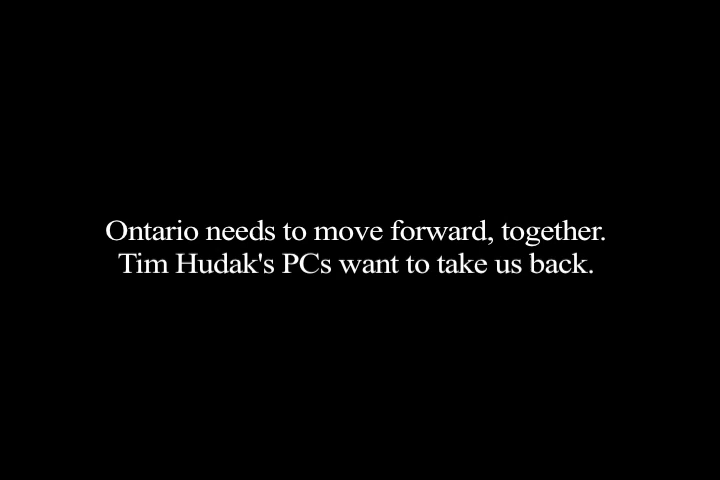 Ontario needs to move forward, together.
Tim Hudak's PCs want to take us back.